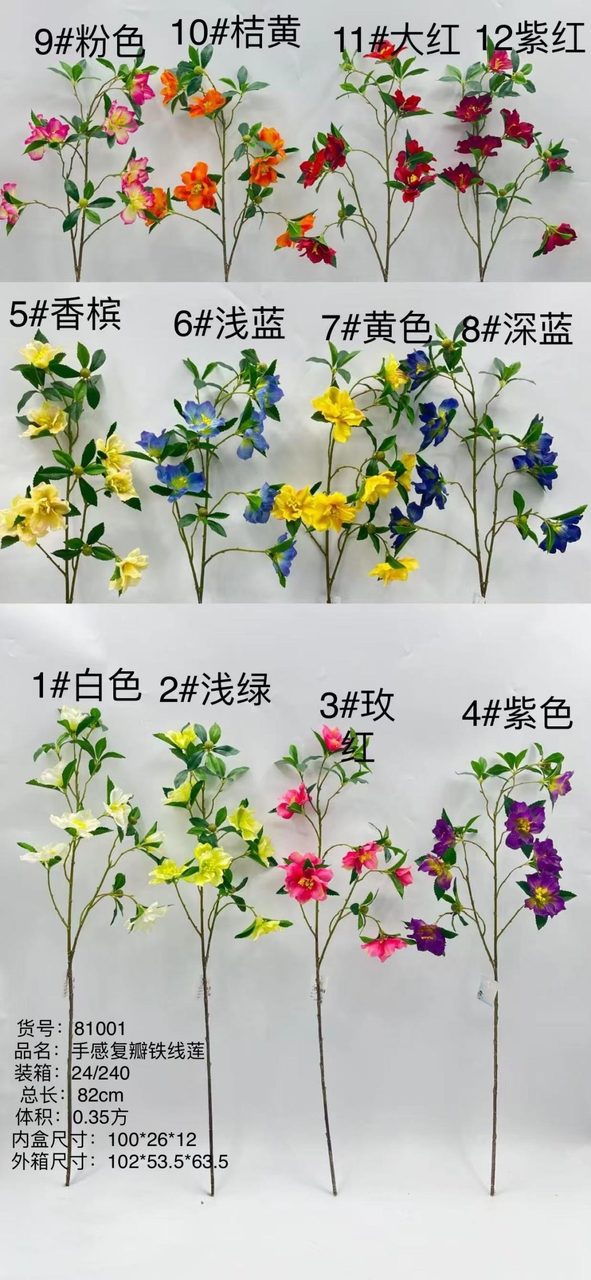 9#粉色
10#桔黄
11#大红
12紫红
5#香槟
6#浅蓝
7#黄色
8#深蓝
1#白色
2#浅绿
3#玫
红
4#紫色
货号：81001
品名：手感复瓣铁线莲
装箱：24/240
总长：82cm
体积：0.35方
内盒尺寸：100*26*12
外箱尺寸：102*53.5*63.5